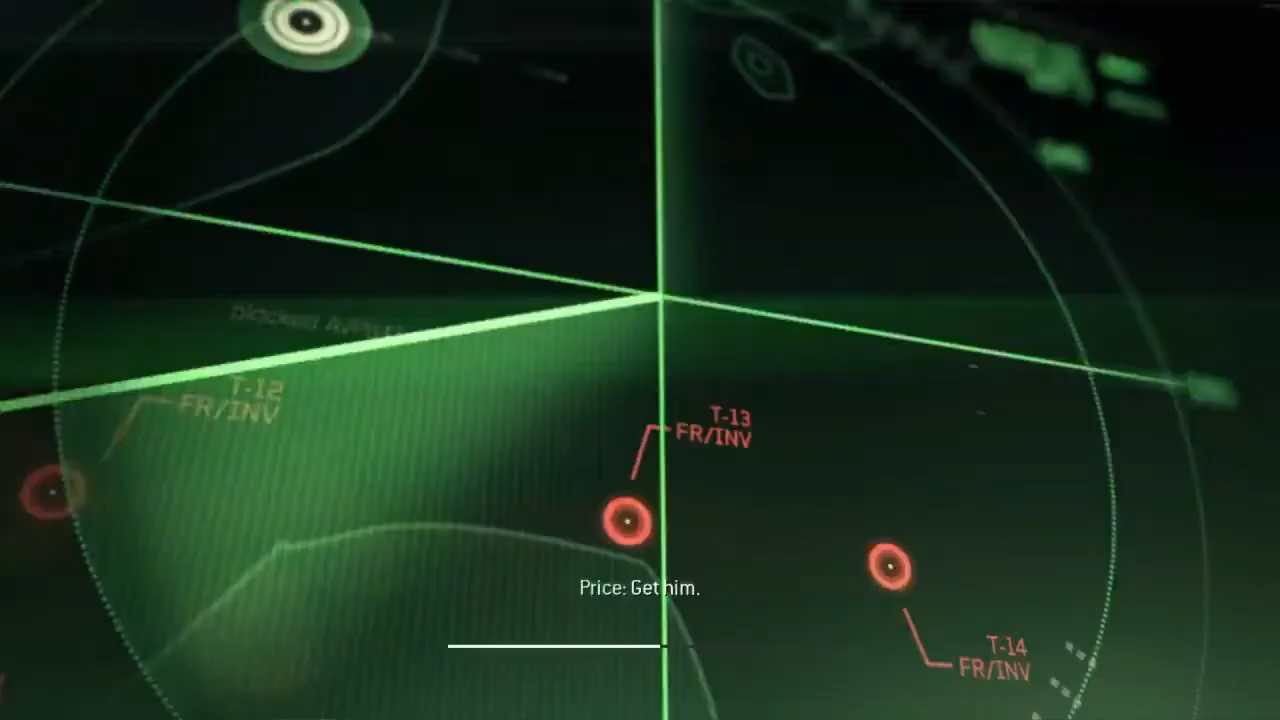 T-12
FR/INV
T-13
FR/INV
Price: Get him.
T-14
FR/INV